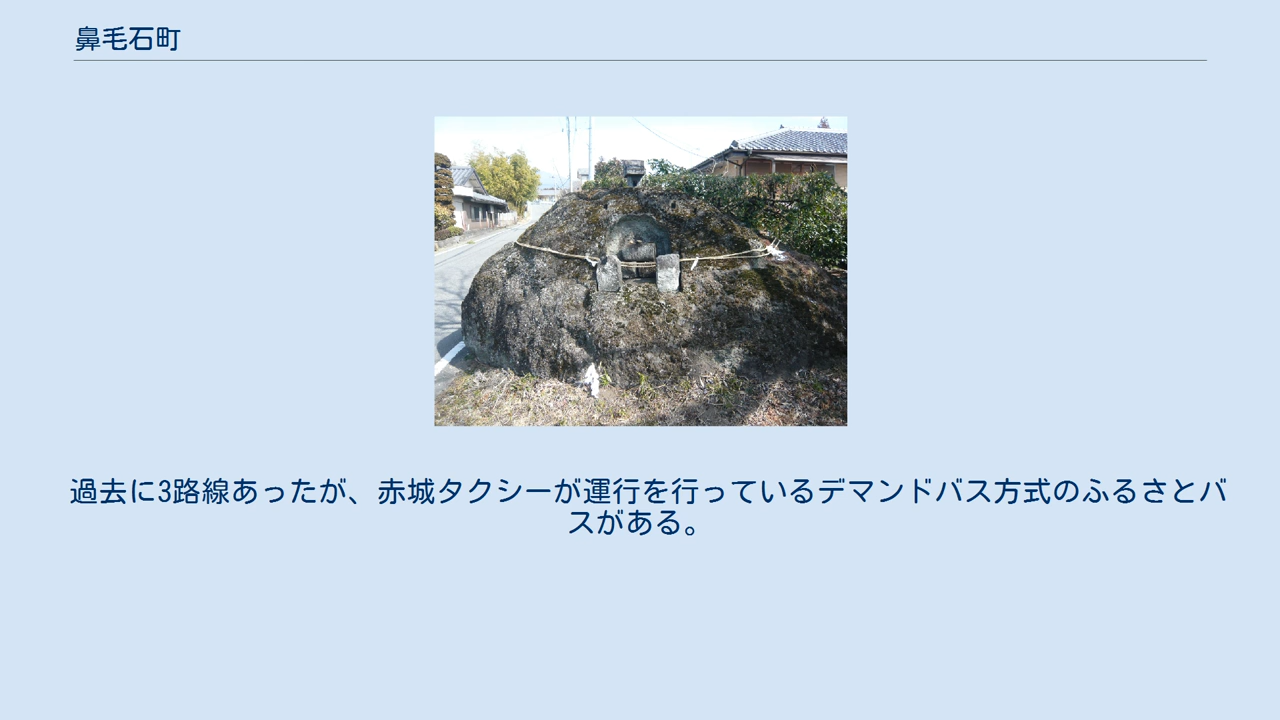 鼻毛石町
過去に3路線あったが、赤城タクシーが運行を行っているデマンドバス方式のふるさとバ
スがある。